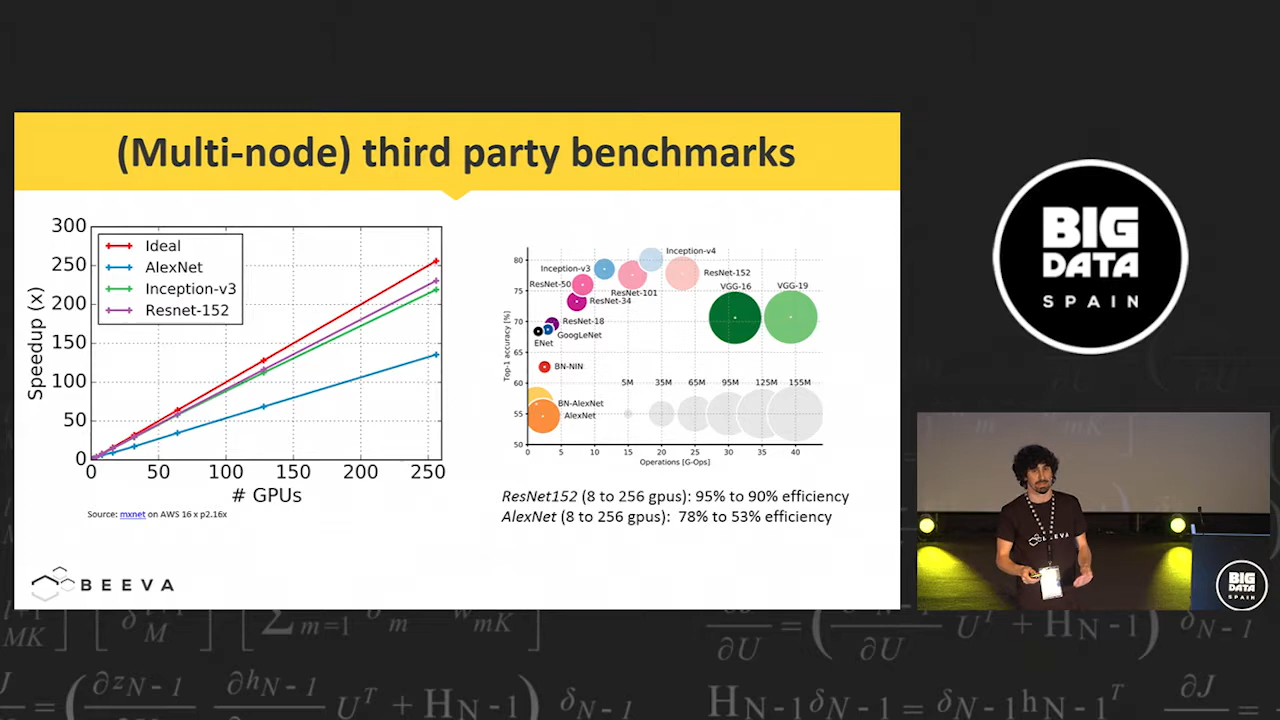 (Multi-node) third party benchmarks
300
250
200
150
100
50
0
Ideal
AlexNet
Inception-v3
Resnet-152
Speedup (x)
0 50 100 150 200 250
# GPUs
Source: mxnet on AWS 16 x p2.16x
80
75
70
65
60
55
50
Top-1 accuracy [%]
Inception-v4
Inception-v3
ResNet-152
ResNet-50
VGG-16
VGG-19
ResNet-101
ResNet-34
ResNet-18
GoogLeNet
ENet
BN-NIN
5M 35M 65M 95M 125M 155M
BN-AlexNet
AlexNet
0 5 10 15 20 25 30 35 40
Operations [G-Ops]
ResNet152 (8 to 256 gpus): 95% to 90% efficiency
AlexNet (8 to 256 gpus): 78% to 53% efficiency
BEEVA
BIG
DATA
SPAIN
BEEVA
BIG
DATA
SPAIN